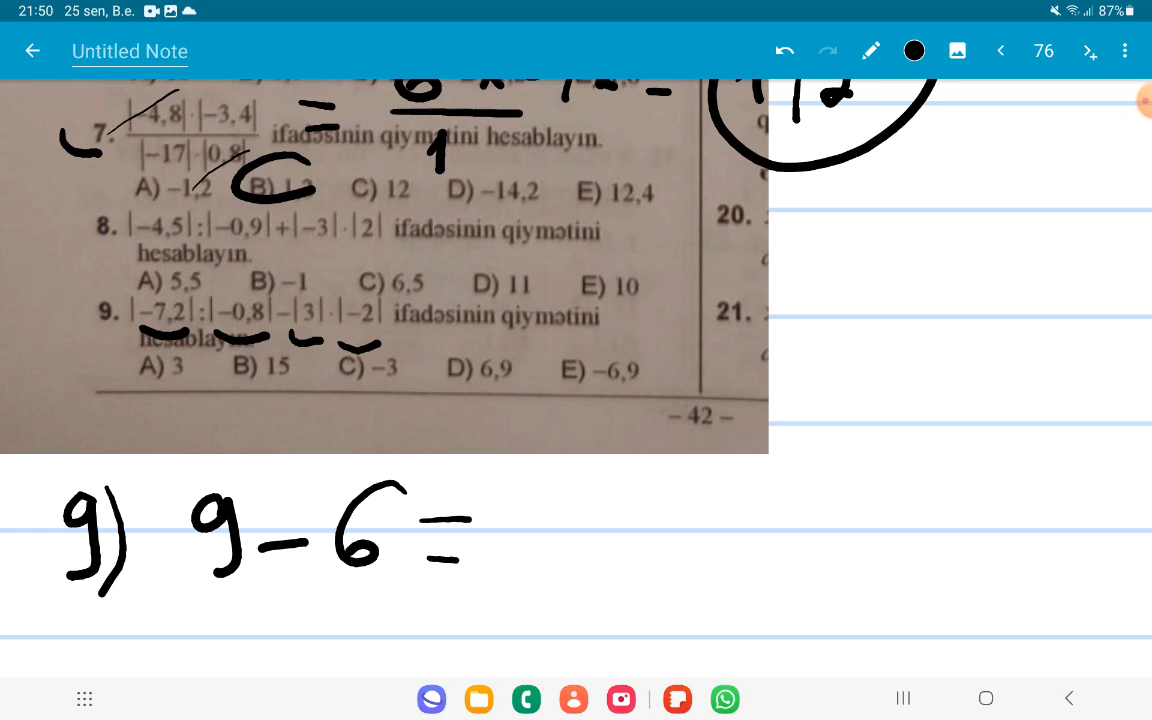 21:50 25 sen, B.e. 87%
Untitled Note 76
7. |−4,8|·|−3,4| / |−17|·|0,8| ifadəsinin qiymətini hesablayın.
= 6 / 1
A) −1,2 B) 1,2 C) 12 D) −14,2 E) 12,4
8. |−4,5|:|−0,9|+|−3|·|2| ifadəsinin qiymətini
hesablayın.
A) 5,5 B) −1 C) 6,5 D) 11 E) 10
9. |−7,2|:|−0,8|−|3|·|−2| ifadəsinin qiymətini
hesablayın.
A) 3 B) 15 C) −3 D) 6,9 E) −6,9
– 42 –
20.
21.
9) 9 − 6 =